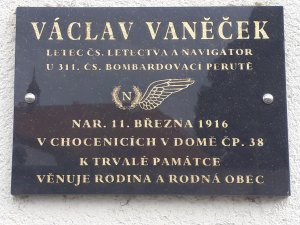 VÁCLAV VANĚČEK
LETEC ČS. LETECTVA A NAVIGÁTOR
U 311. ČS. BOMBARDOVACÍ PERUTĚ
N
NAR. 11. BŘEZNA 1916
V CHOCENICÍCH V DOMĚ ČP. 38
K TRVALÉ PAMÁTCE
VĚNUJE RODINA A RODNÁ OBEC